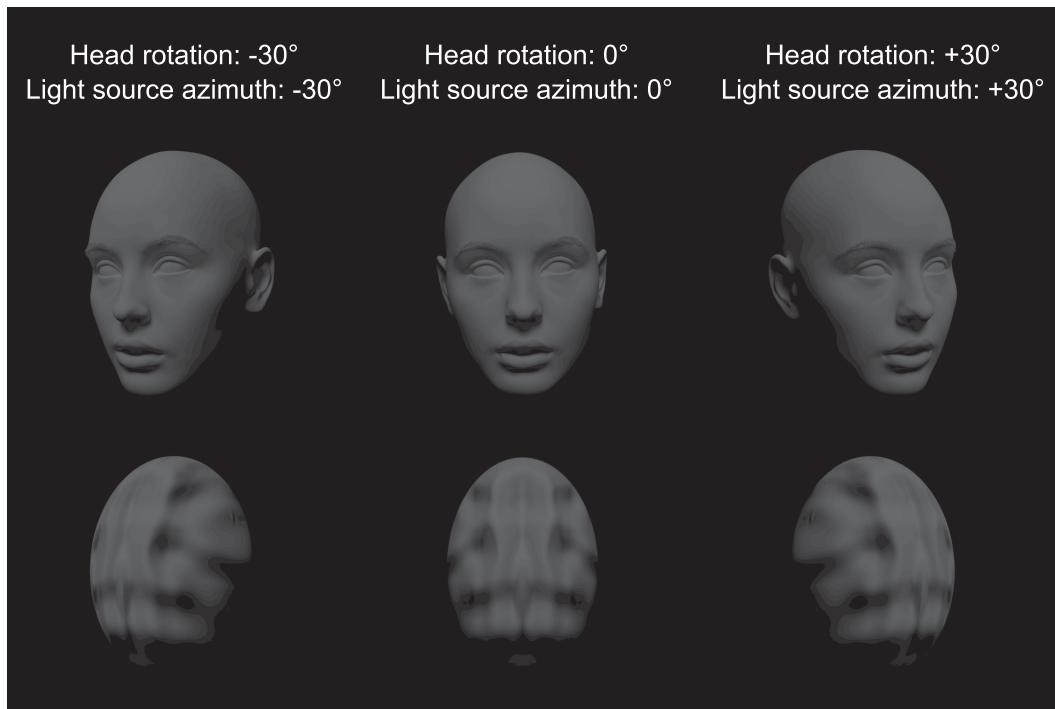 Head rotation: -30°
Light source azimuth: -30°
Head rotation: 0°
Light source azimuth: 0°
Head rotation: +30°
Light source azimuth: +30°